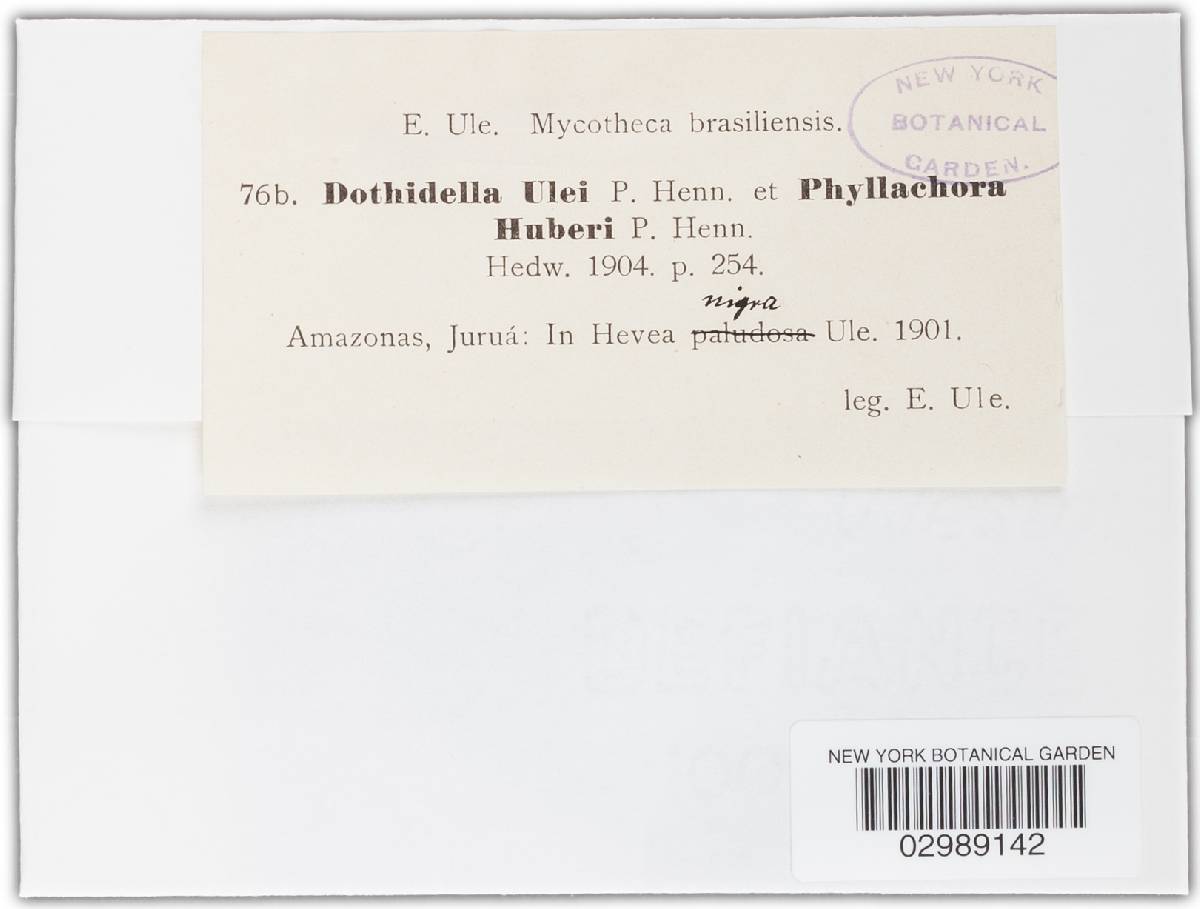 NEW YORK
BOTANICAL
GARDEN.
E. Ule. Mycotheca brasiliensis.
76b. Dothidella Ulei P. Henn. et Phyllachora
Huberi P. Henn.
Hedw. 1904. p. 254.
nigra
Amazonas, Juruá: In Hevea paludosa Ule. 1901.
leg. E. Ule.
NEW YORK BOTANICAL GARDEN
02989142